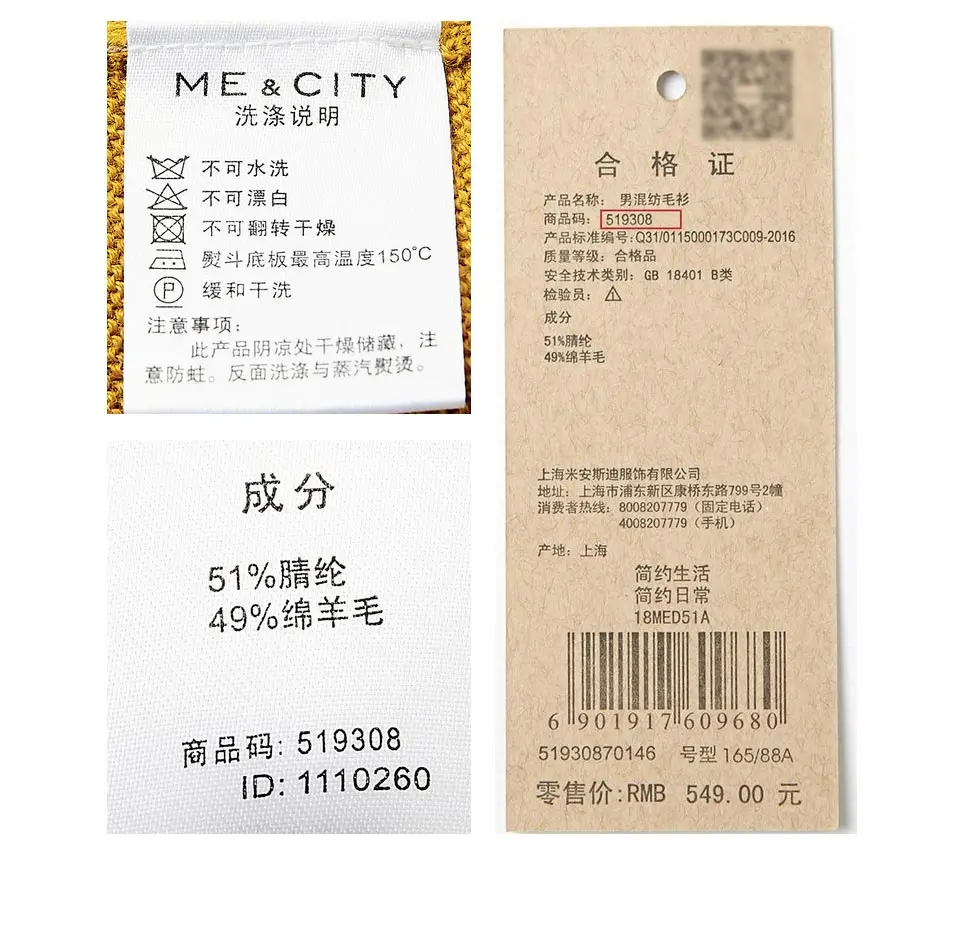 ME & CITY
洗涤说明
不可水洗
不可漂白
不可翻转干燥
熨斗底板最高温度150℃
P 缓和干洗
注意事项:
此产品阴凉处干燥储藏，注
意防蛀。反面洗涤与蒸汽熨烫。
成分
51%腈纶
49%绵羊毛
商品码: 519308
ID: 1110260
合格证
产品名称: 男混纺毛衫
商品码: 519308
产品标准编号:Q31/0115000173C009-2016
质量等级: 合格品
安全技术类别: GB 18401 B类
检验员: 1
成分
51%腈纶
49%绵羊毛
上海米安斯迪服饰有限公司
地址: 上海市浦东新区康桥东路799号2幢
消费者热线: 8008207779（固定电话）
4008207779（手机）
产地: 上海
简约生活
简约日常
18MED51A
6 901917 609680
51930870146 号型 165/88A
零售价:RMB 549.00 元